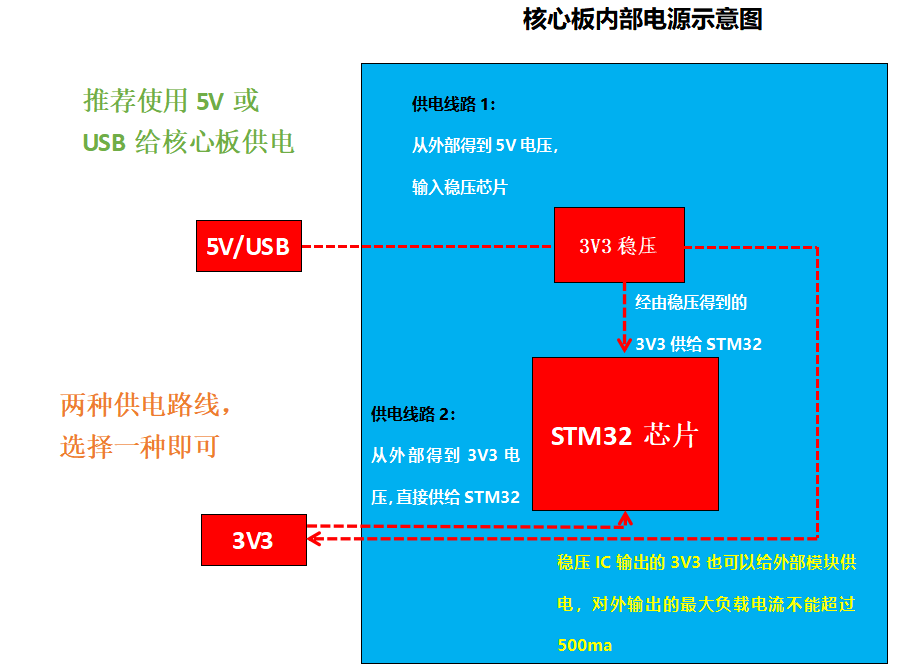 核心板内部电源示意图
推荐使用 5V 或
USB 给核心板供电
供电线路 1：
从外部得到 5V 电压，
输入稳压芯片
5V/USB
3V3 稳压
经由稳压得到的
3V3 供给 STM32
两种供电路线，
选择一种即可
供电线路 2：
从外部得到 3V3 电
压，直接供给 STM32
STM32 芯片
3V3
稳压 IC 输出的 3V3 也可以给外部模块供
电，对外输出的最大负载电流不能超过
500ma